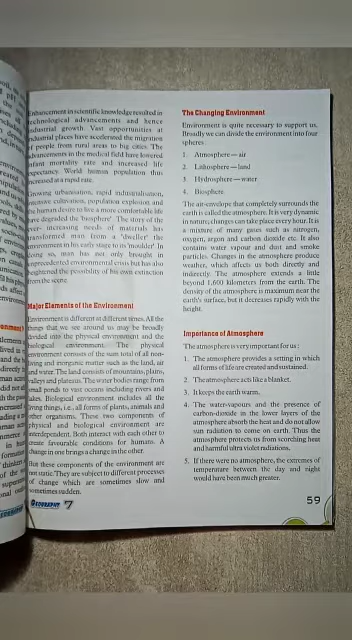 Enhancement in scientific knowledge resulted in
technological advancements and hence
industrial growth. Vast opportunities at
industrial places have accelerated the migration
of people from rural areas to big cities. The
advancements in the medical field have lowered
infant mortality rate and increased life
expectancy. World human population thus
increased at a rapid rate.
Growing urbanisation, rapid industrialisation,
intensive cultivation, population explosion and
the human desire to live a more comfortable life
have degraded the 'biosphere'. The story of the
ever- increasing needs of materials has
transformed man from a 'dweller' the
environment in his early stage to its 'moulder'. In
doing so, man has not only brought in
unprecedented environmental crisis but has also
heightened the possibility of his own extinction
from the scene.
Major Elements of the Environment
Environment is different at different times. All the
things that we see around us may be broadly
divided into the physical environment and the
biological environment. The physical
environment consists of the sum total of all non-
living and inorganic matter such as the land, air
and water. The land consists of mountains, plains,
valleys and plateaus. The water bodies range from
small ponds to vast oceans including rivers and
lakes. Biological environment includes all the
living things, i.e., all forms of plants, animals and
other organisms. These two components of
physical and biological environment are
interdependent. Both interact with each other to
create favourable conditions for humans. A
change in one brings a change in the other.
But these components of the environment are
not static. They are subject to different processes
of change which are sometimes slow and
sometimes sudden.
GEOGRAPHY 7
The Changing Environment
Environment is quite necessary to support us.
Broadly we can divide the environment into four
spheres :
1. Atmosphere — air
2. Lithosphere — land
3. Hydrosphere — water
4. Biosphere.
The air-envelope that completely surrounds the
earth is called the atmosphere. It is very dynamic
in nature; changes can take place every hour. It is
a mixture of many gases such as nitrogen,
oxygen, argon and carbon dioxide etc. It also
contains water vapour and dust and smoke
particles. Changes in the atmosphere produce
weather, which affects us both directly and
indirectly. The atmosphere extends a little
beyond 1,600 kilometers from the earth. The
density of the atmosphere is maximum near the
earth's surface, but it decreases rapidly with the
height.
Importance of Atmosphere
The atmosphere is very important for us :
1. The atmosphere provides a setting in which
all forms of life are created and sustained.
2. The atmosphere acts like a blanket.
3. It keeps the earth warm.
4. The water-vapours and the presence of
carbon-dioxide in the lower layers of the
atmosphere absorb the heat and do not allow
sun radiation to come on earth. Thus the
atmosphere protects us from scorching heat
and harmful ultra violet radiations.
5. If there were no atmosphere, the extremes of
temperature between the day and night
would have been much greater.
59